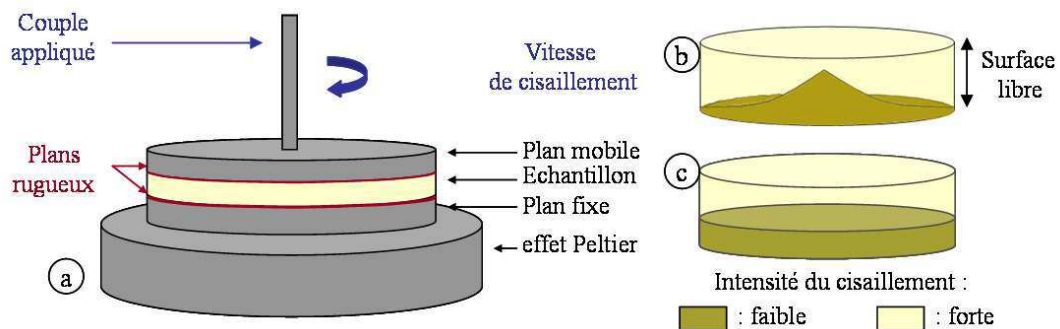 Couple
appliqué
Vitesse
de cisaillement
Plans
rugueux
Plan mobile
Echantillon
Plan fixe
effet Peltier
a
b
Surface
libre
c
Intensité du cisaillement :
: faible : forte